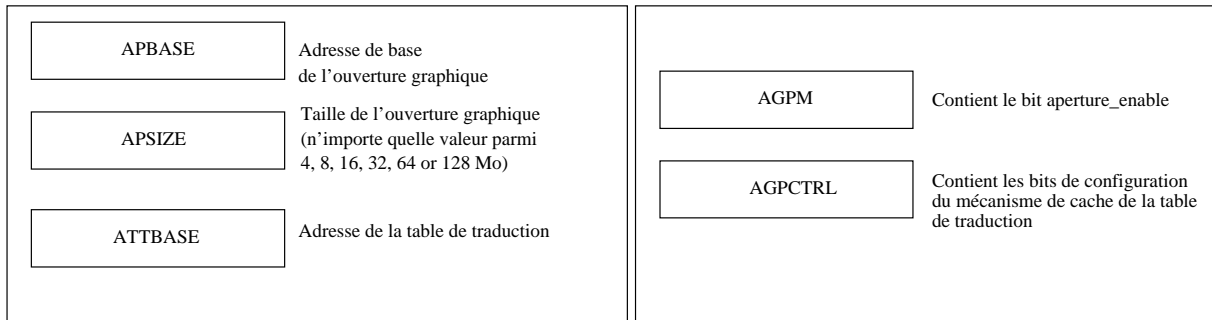 APBASE
Adresse de base
de l’ouverture graphique
APSIZE
Taille de l’ouverture graphique
(n’importe quelle valeur parmi
4, 8, 16, 32, 64 or 128 Mo)
ATTBASE
Adresse de la table de traduction
AGPM
Contient le bit aperture_enable
AGPCTRL
Contient les bits de configuration
du mécanisme de cache de la table
de traduction